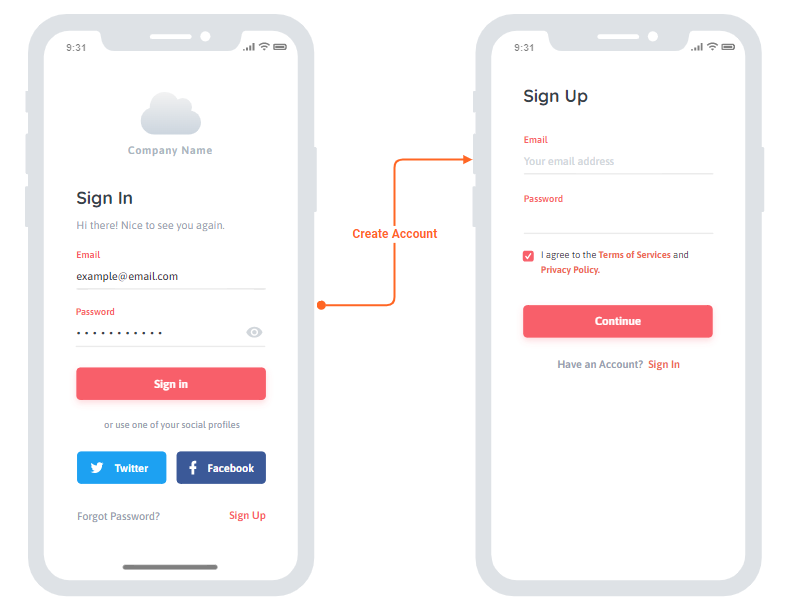 9:31
Company Name
Sign In
Hi there! Nice to see you again.
Email
example@email.com
Password
Sign in
or use one of your social profiles
Twitter
Facebook
Forgot Password?
Sign Up
Create Account
9:31
Sign Up
Email
Your email address
Password
I agree to the Terms of Services and
Privacy Policy.
Continue
Have an Account? Sign In